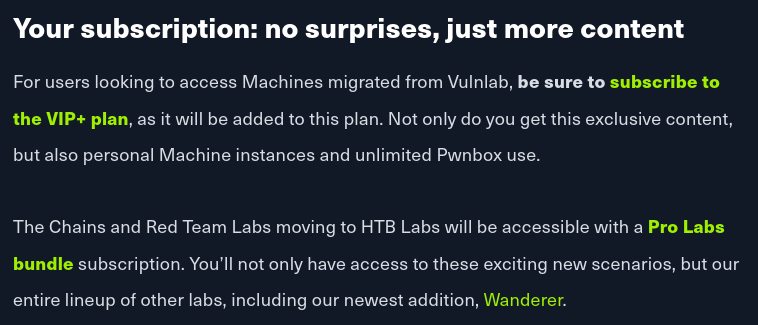 Your subscription: no surprises, just more content
For users looking to access Machines migrated from Vulnlab, be sure to subscribe to
the VIP+ plan, as it will be added to this plan. Not only do you get this exclusive content,
but also personal Machine instances and unlimited Pwnbox use.
The Chains and Red Team Labs moving to HTB Labs will be accessible with a Pro Labs
bundle subscription. You’ll not only have access to these exciting new scenarios, but our
entire lineup of other labs, including our newest addition, Wanderer.